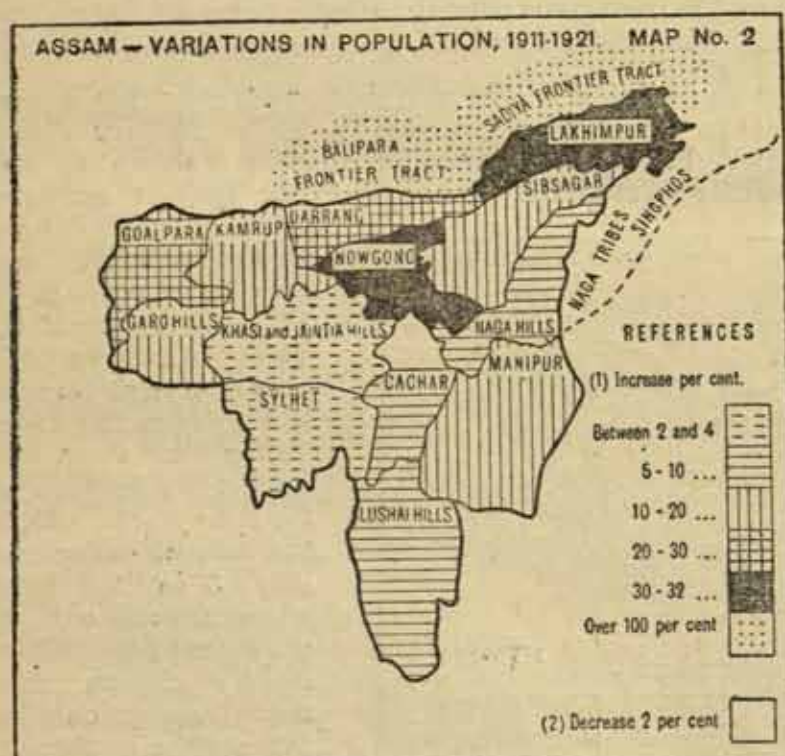 ASSAM — VARIATIONS IN POPULATION, 1911-1921. MAP No. 2
SADIYA FRONTIER TRACT
LAKHIMPUR
BALIPARA
FRONTIER TRACT
SIBSAGAR
DARRANG
GOALPARA
KAMRUP
NOWGONG
NAGA TRIBES
SINGPHOS
GARO HILLS
KHASI and JAINTIA HILLS
NAGA HILLS
MANIPUR
CACHAR
SYLHET
LUSHAI HILLS
REFERENCES
(1) Increase per cent.
Between 2 and 4
5 - 10 ...
10 - 20 ...
20 - 30 ...
30 - 32 ...
Over 100 per cent
(2) Decrease 2 per cent